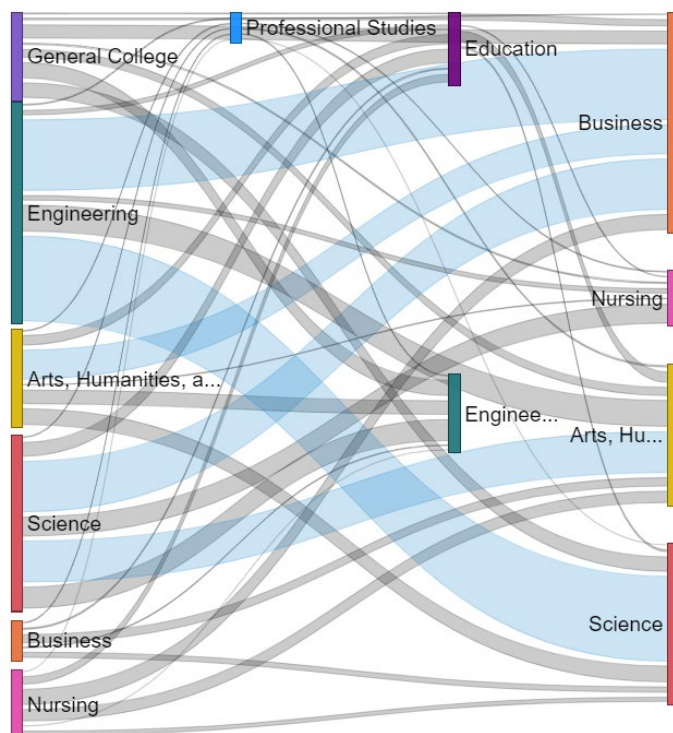 General College
Professional Studies
Education
Business
Engineering
Nursing
Arts, Humanities, a...
Enginee...
Arts, Hu...
Science
Science
Business
Nursing